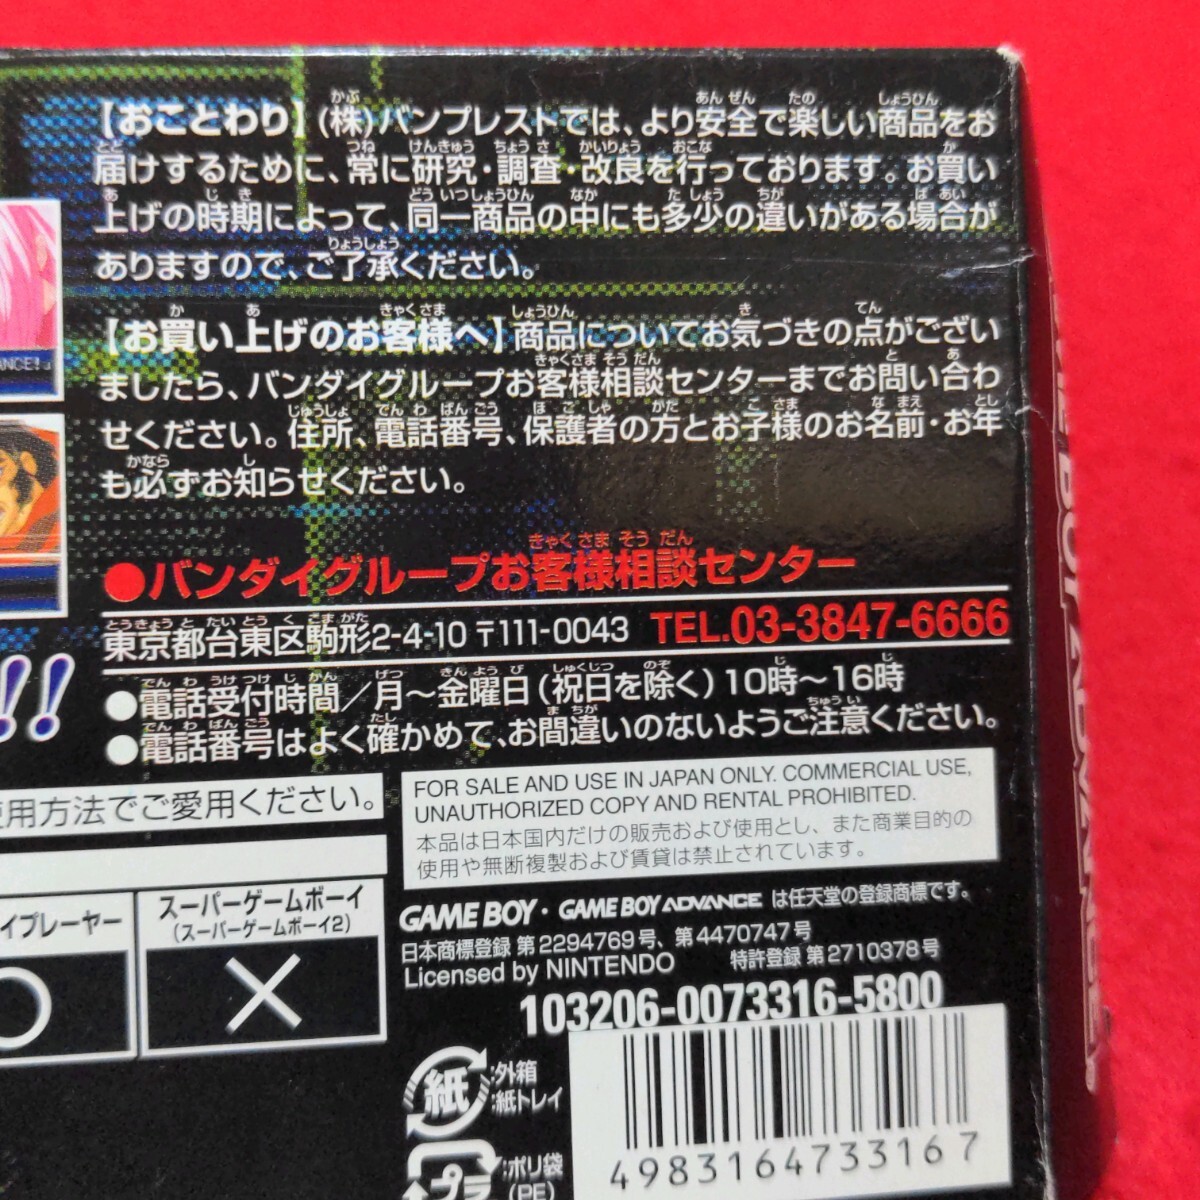 【おことわり】(株)バンプレストでは、より安全で楽しい商品をお
届けするために、常に研究・調査・改良を行っております。お買い
上げの時期によって、同一商品の中にも多少の違いがある場合が
ありますので、ご了承ください。
【お買い上げのお客様へ】商品についてお気づきの点がござい
ましたら、バンダイグループお客様相談センターまでお問い合わ
せください。住所、電話番号、保護者の方とお子様のお名前・お年
も必ずお知らせください。
ANCE!』
●バンダイグループお客様相談センター
東京都台東区駒形2-4-10 〒111-0043 TEL.03-3847-6666
●電話受付時間/月～金曜日(祝日を除く)10時～16時
●電話番号はよく確かめて、お間違いのないようご注意ください。
!!
使用方法でご愛用ください。
FOR SALE AND USE IN JAPAN ONLY. COMMERCIAL USE,
UNAUTHORIZED COPY AND RENTAL PROHIBITED.
本品は日本国内だけの販売および使用とし、また商業目的の
使用や無断複製および賃貸は禁止されています。
イプレーヤー
スーパーゲームボーイ
(スーパーゲームボーイ2)
GAME BOY・GAME BOY ADVANCE は任天堂の登録商標です。
日本商標登録 第2294769号、第4470747号
Licensed by NINTENDO 特許登録 第2710378号
103206-0073316-5800
紙 :外箱
:紙トレイ
プラ :ポリ袋
(PE)
4983164733167